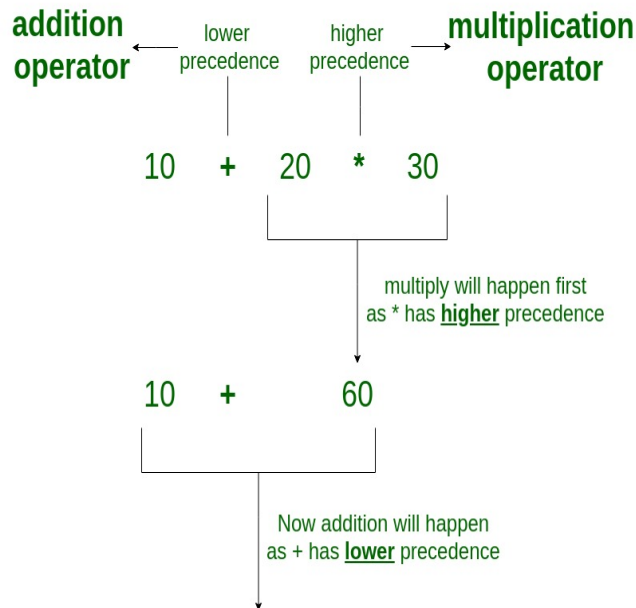 addition
operator
lower
precedence
higher
precedence
multiplication
operator
10 + 20 * 30
multiply will happen first
as * has higher precedence
10 + 60
Now addition will happen
as + has lower precedence